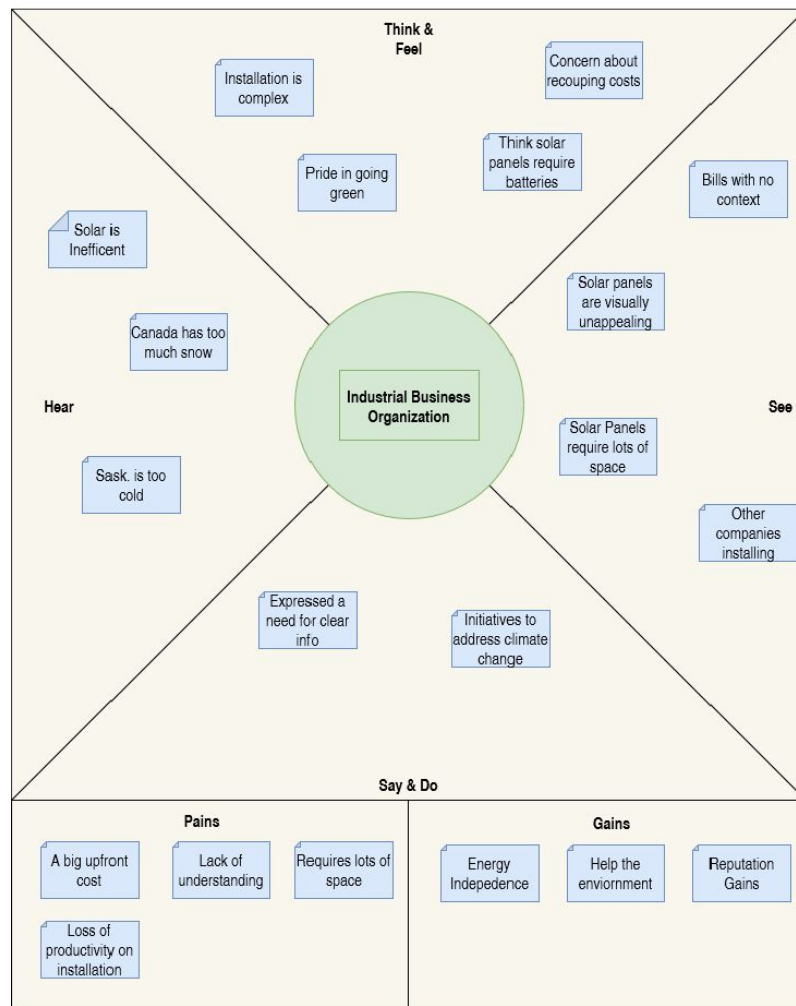 Think &
Feel
Installation is
complex
Concern about
recouping costs
Pride in going
green
Think solar
panels require
batteries
Bills with no
context
Solar is
Inefficent
Solar panels
are visually
unappealing
Canada has too
much snow
Hear
Industrial Business
Organization
See
Solar Panels
require lots of
space
Sask. is too
cold
Other
companies
installing
Expressed a
need for clear
info
Initiatives to
address climate
change
Say & Do
Pains
A big upfront
cost
Lack of
understanding
Requires lots of
space
Loss of
productivity on
installation
Gains
Energy
Indepedence
Help the
enviornment
Reputation
Gains